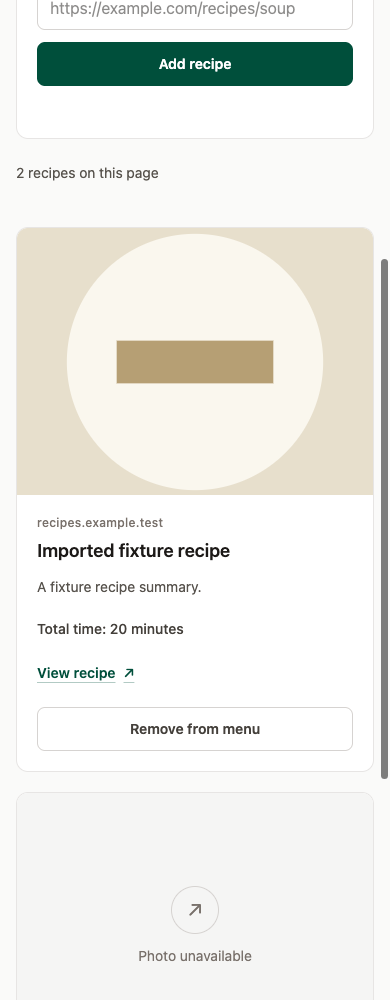 https://example.com/recipes/soup
Add recipe
2 recipes on this page
recipes.example.test
Imported fixture recipe
A fixture recipe summary.
Total time: 20 minutes
View recipe ↗
Remove from menu
Photo unavailable